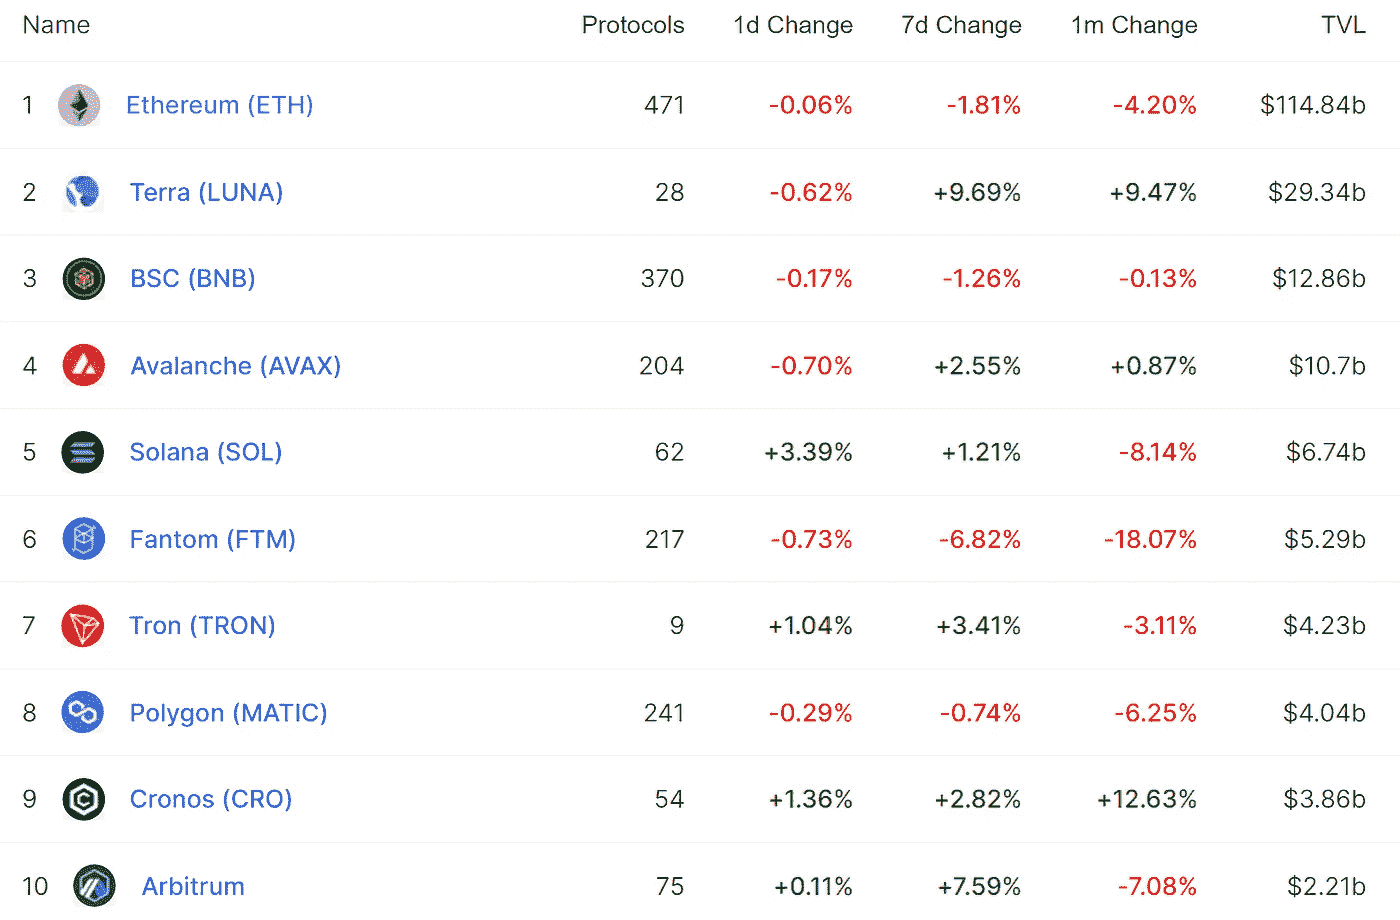 Name Protocols 1d Change 7d Change 1m Change TVL
1 Ethereum (ETH) 471 -0.06% -1.81% -4.20% $114.84b
2 Terra (LUNA) 28 -0.62% +9.69% +9.47% $29.34b
3 BSC (BNB) 370 -0.17% -1.26% -0.13% $12.86b
4 Avalanche (AVAX) 204 -0.70% +2.55% +0.87% $10.7b
5 Solana (SOL) 62 +3.39% +1.21% -8.14% $6.74b
6 Fantom (FTM) 217 -0.73% -6.82% -18.07% $5.29b
7 Tron (TRON) 9 +1.04% +3.41% -3.11% $4.23b
8 Polygon (MATIC) 241 -0.29% -0.74% -6.25% $4.04b
9 Cronos (CRO) 54 +1.36% +2.82% +12.63% $3.86b
10 Arbitrum 75 +0.11% +7.59% -7.08% $2.21b